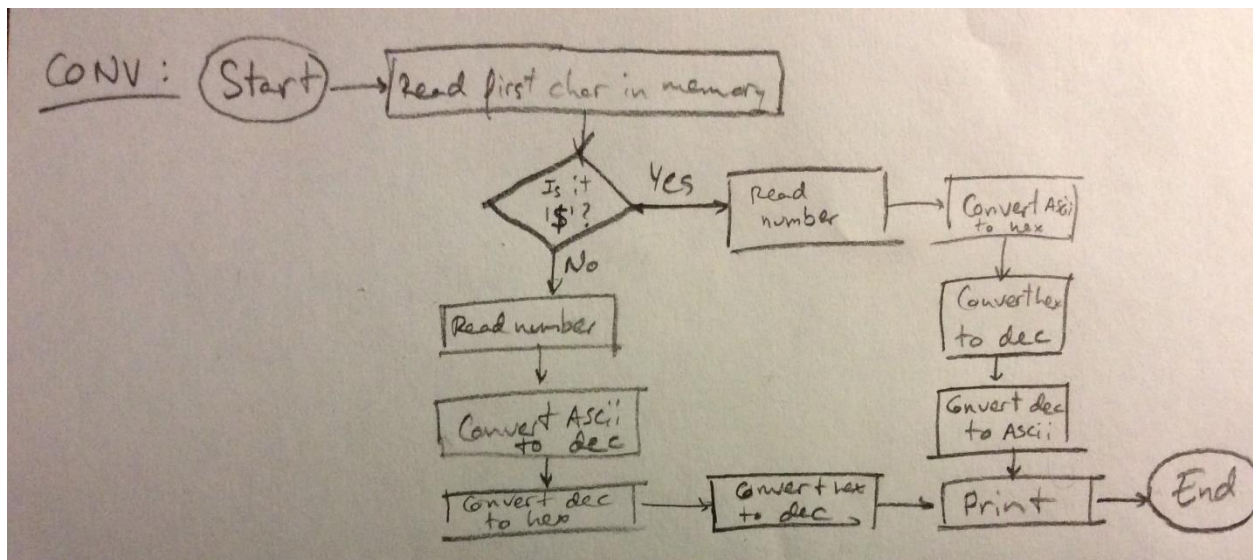 CONV:
Start
Read first char in memory
Is it
'$'?
Yes
Read
number
Convert Ascii
to hex
No
Read number
Convert hex
to dec
Convert Ascii
to dec
Convert dec
to Ascii
Convert dec
to hex
Convert hex
to dec
Print
End